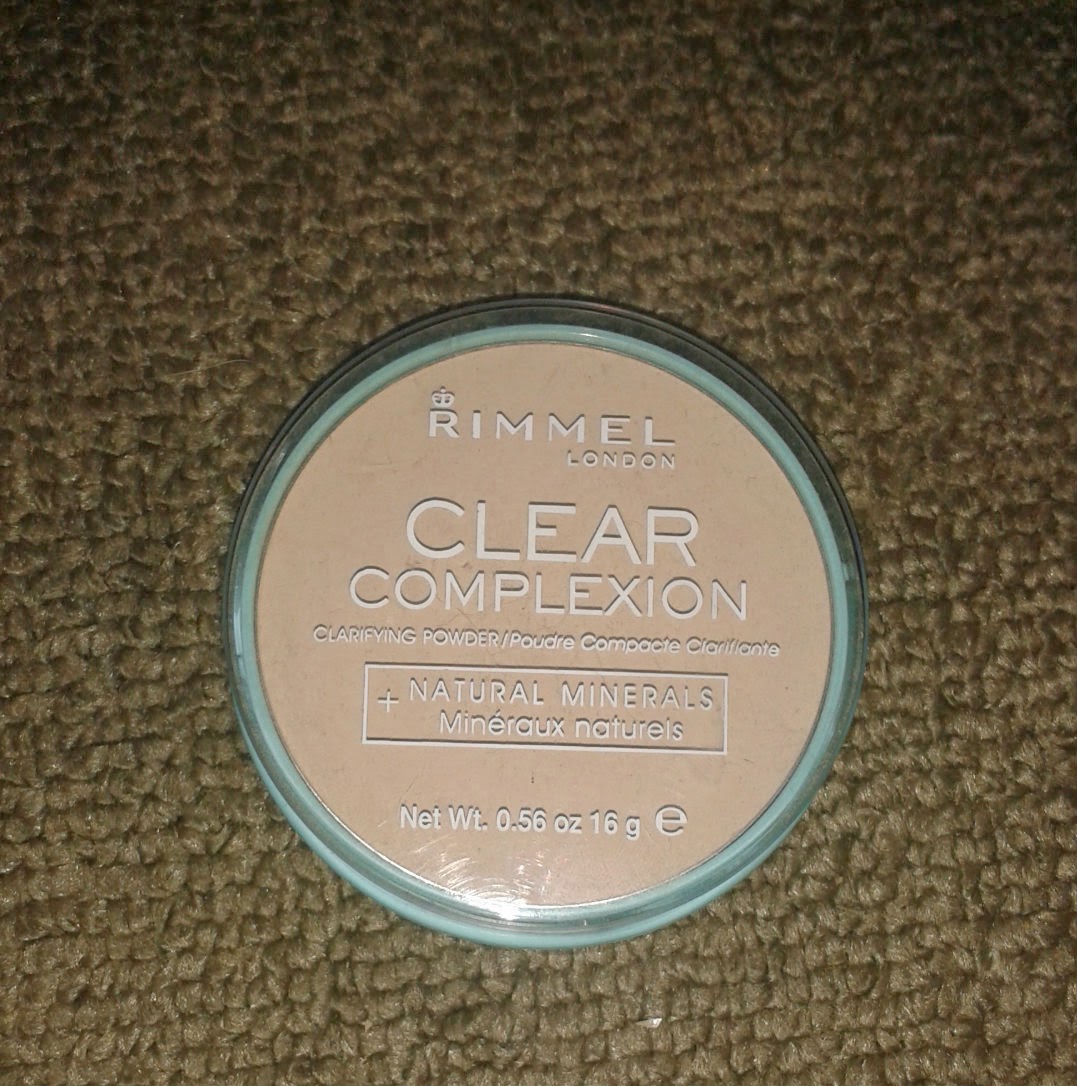 RIMMEL
LONDON
CLEAR
COMPLEXION
CLARIFYING POWDER/Poudre Compacte Clarifiante
+ NATURAL MINERALS
Minéraux naturels
Net Wt. 0.56 oz 16 g ℮